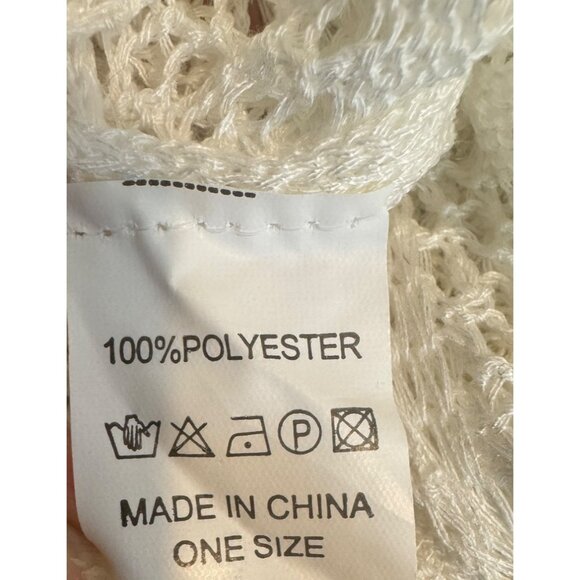 100%POLYESTER
P
MADE IN CHINA
ONE SIZE